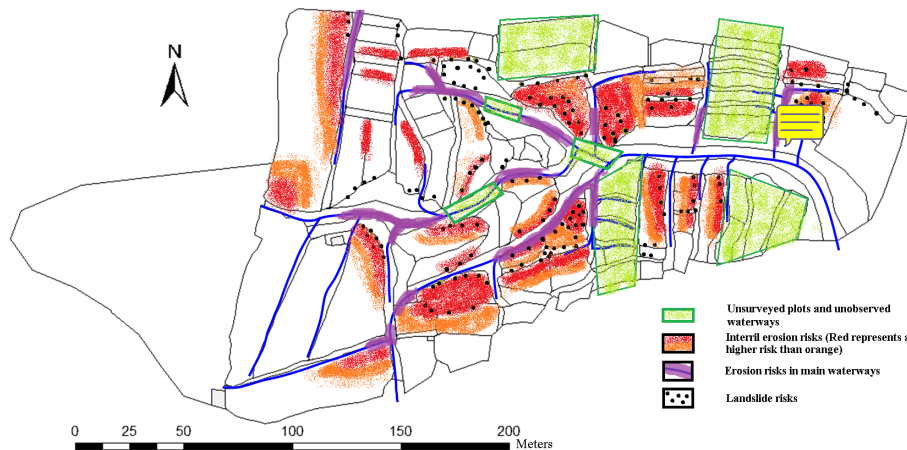 N
Unsurveyed plots and unobserved
waterways
Interril erosion risks (Red represents a
higher risk than orange)
Erosion risks in main waterways
Landslide risks
0 25 50 100 150 200
Meters